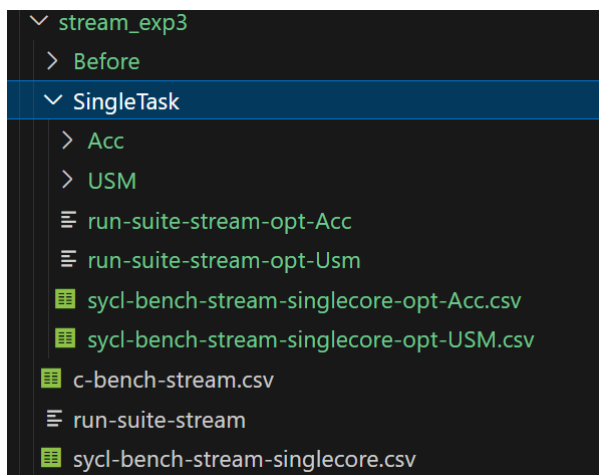 stream_exp3
Before
SingleTask
Acc
USM
run-suite-stream-opt-Acc
run-suite-stream-opt-Usm
sycl-bench-stream-singlecore-opt-Acc.csv
sycl-bench-stream-singlecore-opt-USM.csv
c-bench-stream.csv
run-suite-stream
sycl-bench-stream-singlecore.csv